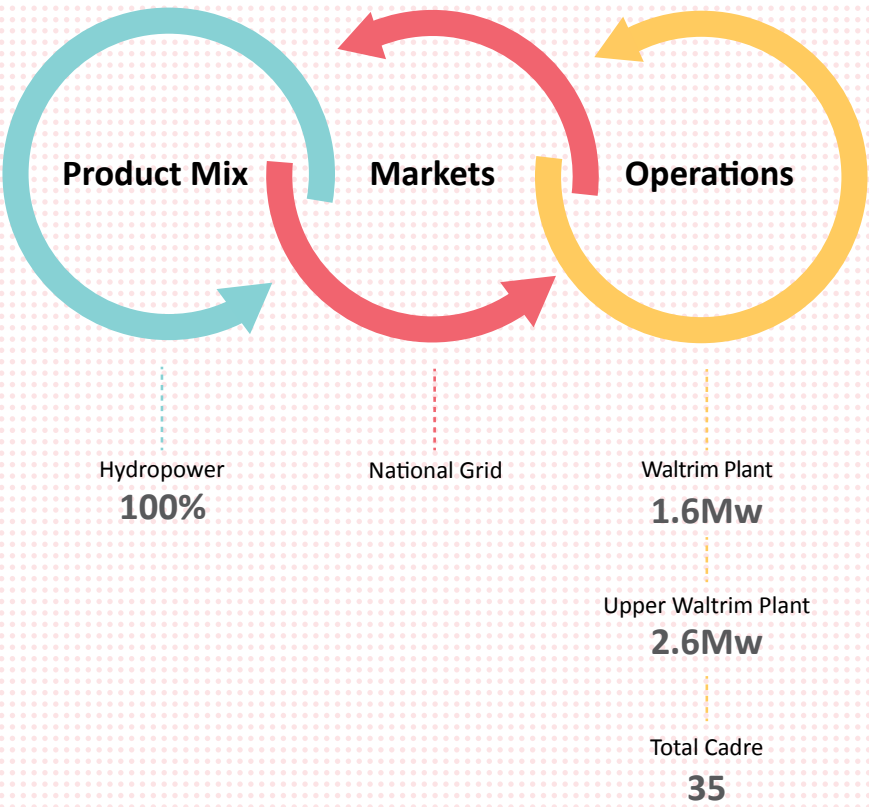 Product Mix
Markets
Operations
Hydropower
100%
National Grid
Waltrim Plant
1.6Mw
Upper Waltrim Plant
2.6Mw
Total Cadre
35